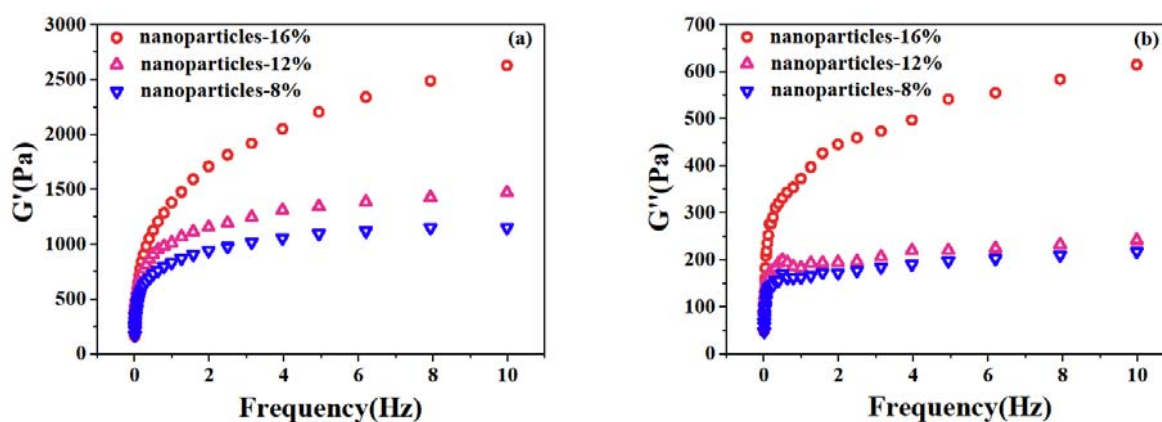 3000
2500
2000
1500
1000
500
0
G'(Pa)
nanoparticles-16%
nanoparticles-12%
nanoparticles-8%
(a)
0 2 4 6 8 10
Frequency(Hz)
700
600
500
400
300
200
100
0
G''(Pa)
nanoparticles-16%
nanoparticles-12%
nanoparticles-8%
(b)
0 2 4 6 8 10
Frequency(Hz)